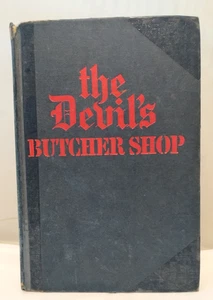 the
Devil's
BUTCHER SHOP